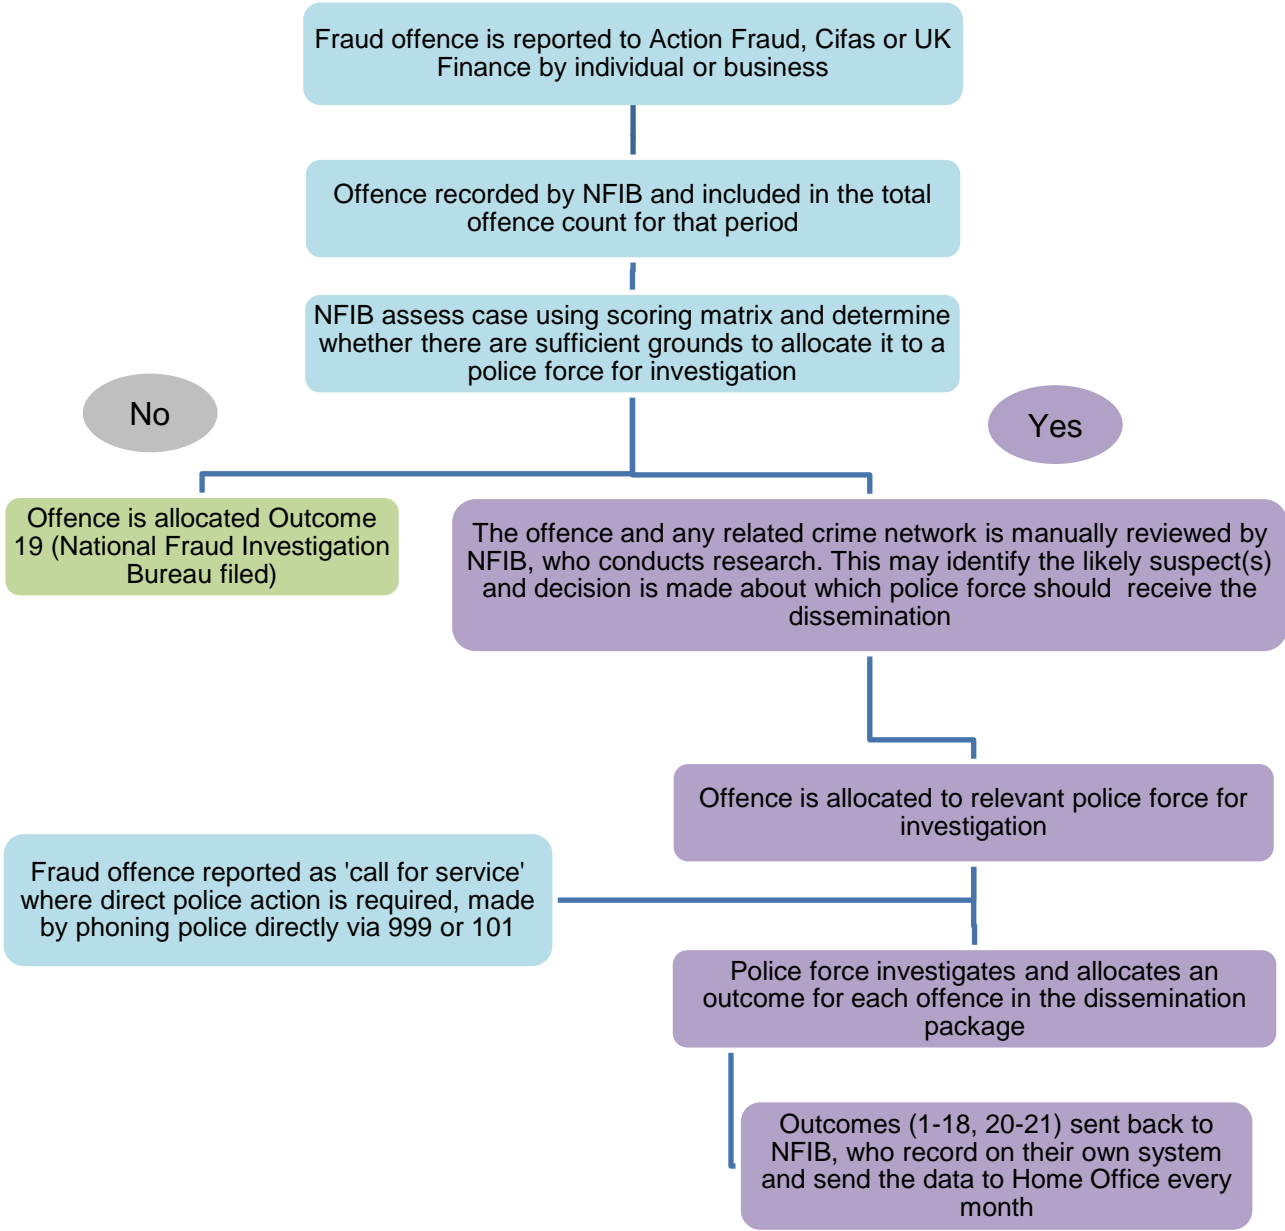 Fraud offence is reported to Action Fraud, Cifas or UK
Finance by individual or business
Offence recorded by NFIB and included in the total
offence count for that period
NFIB assess case using scoring matrix and determine
whether there are sufficient grounds to allocate it to a
police force for investigation
No
Yes
Offence is allocated Outcome
19 (National Fraud Investigation
Bureau filed)
The offence and any related crime network is manually reviewed by
NFIB, who conducts research. This may identify the likely suspect(s)
and decision is made about which police force should  receive the
dissemination
Offence is allocated to relevant police force for
investigation
Fraud offence reported as 'call for service'
where direct police action is required, made
by phoning police directly via 999 or 101
Police force investigates and allocates an
outcome for each offence in the dissemination
package
Outcomes (1-18, 20-21) sent back to
NFIB, who record on their own system
and send the data to Home Office every
month